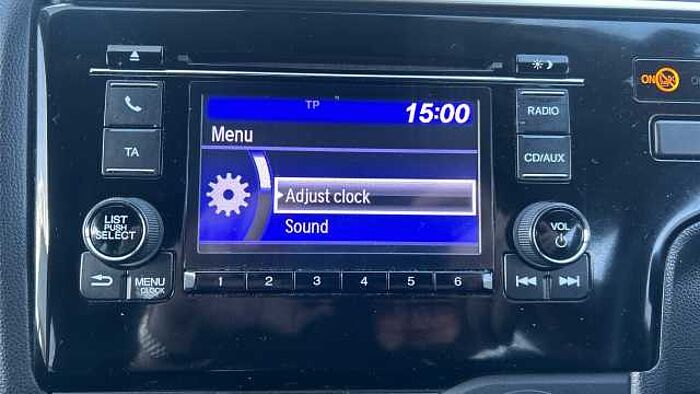 TP
15:00
Menu
Adjust clock
Sound
TA
LIST
PUSH
SELECT
MENU
CLOCK
1 2 3 4 5 6
RADIO
CD/AUX
VOL
ON